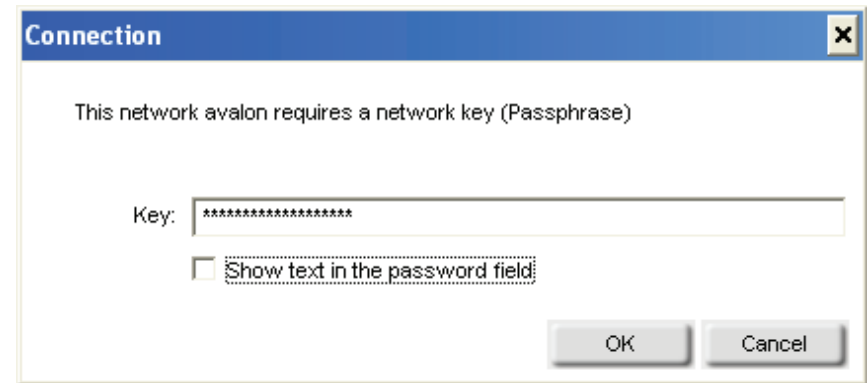 Connection
This network avalon requires a network key (Passphrase)
Key: *******************
Show text in the password field
OK Cancel